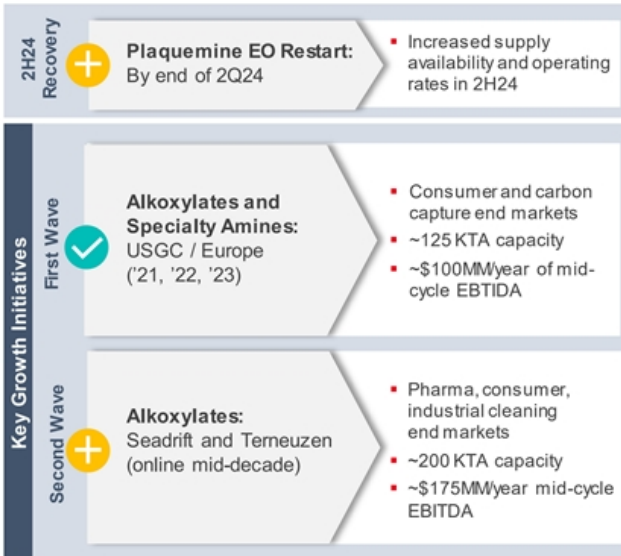 2H24
Recovery
Plaquemine EO Restart:
By end of 2Q24
Increased supply
availability and operating
rates in 2H24
Key Growth Initiatives
First Wave
Alkoxylates and
Specialty Amines:
USGC / Europe
('21, '22, '23)
Consumer and carbon
capture end markets
~125 KTA capacity
~$100MM/year of mid-
cycle EBTIDA
Second Wave
Alkoxylates:
Seadrift and Terneuzen
(online mid-decade)
Pharma, consumer,
industrial cleaning
end markets
~200 KTA capacity
~$175MM/year mid-cycle
EBITDA